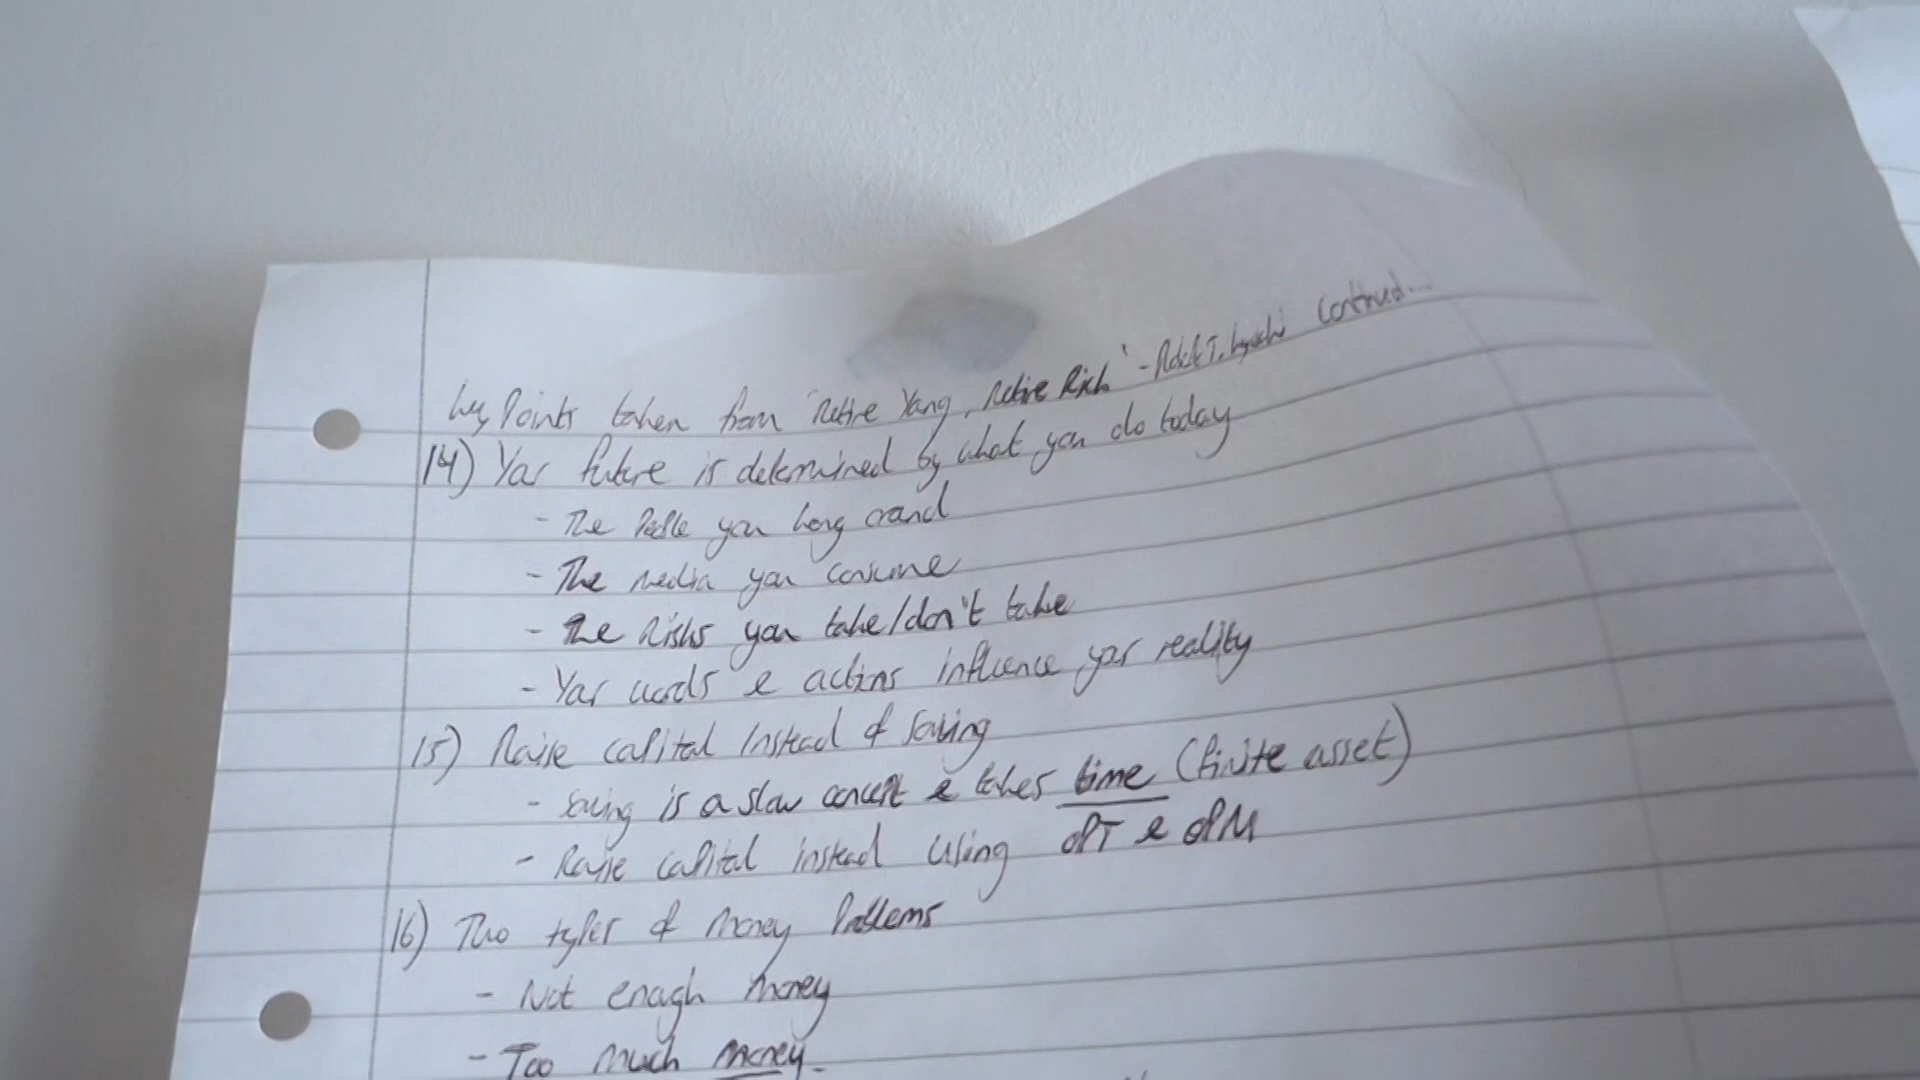 Key Points taken from 'Retire Young, Retire Rich' - Robert T. Kiyosaki Continued...
14) Your future is determined by what you do today
- The People you hang around
- The media you consume
- The Risks you take/don't take
- Your words & actions influence your reality
15) Raise capital Instead of Saving
- Saving is a slow concept & takes time (finite asset)
- Raise capital instead using OPT & OPM
16) Two types of Money Problems
- Not enough Money
- Too much money.